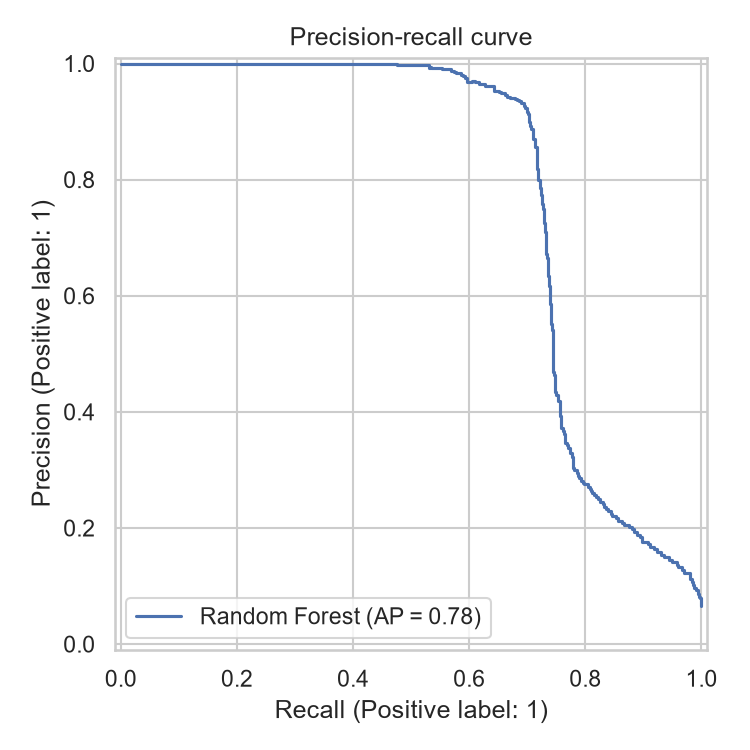 Precision-recall curve
Precision (Positive label: 1)
1.0
0.8
0.6
0.4
0.2
0.0
Random Forest (AP = 0.78)
0.0 0.2 0.4 0.6 0.8 1.0
Recall (Positive label: 1)